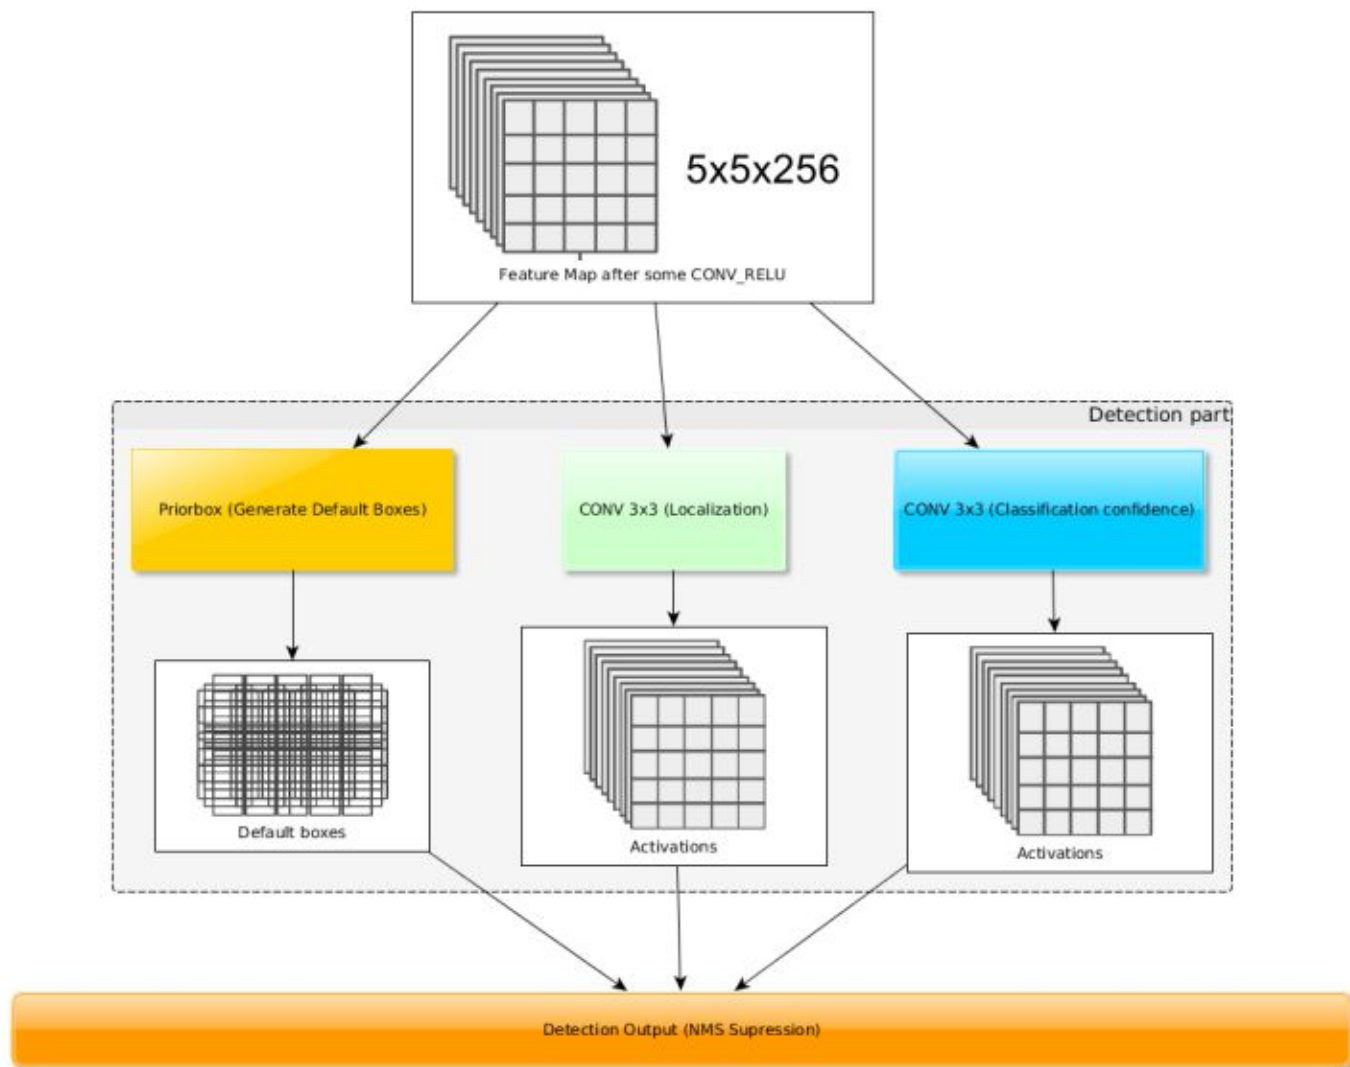 5x5x256
Feature Map after some CONV_RELU
Detection part
Priorbox (Generate Default Boxes)
CONV 3x3 (Localization)
CONV 3x3 (Classification confidence)
Default boxes
Activations
Activations
Detection Output (NMS Supression)